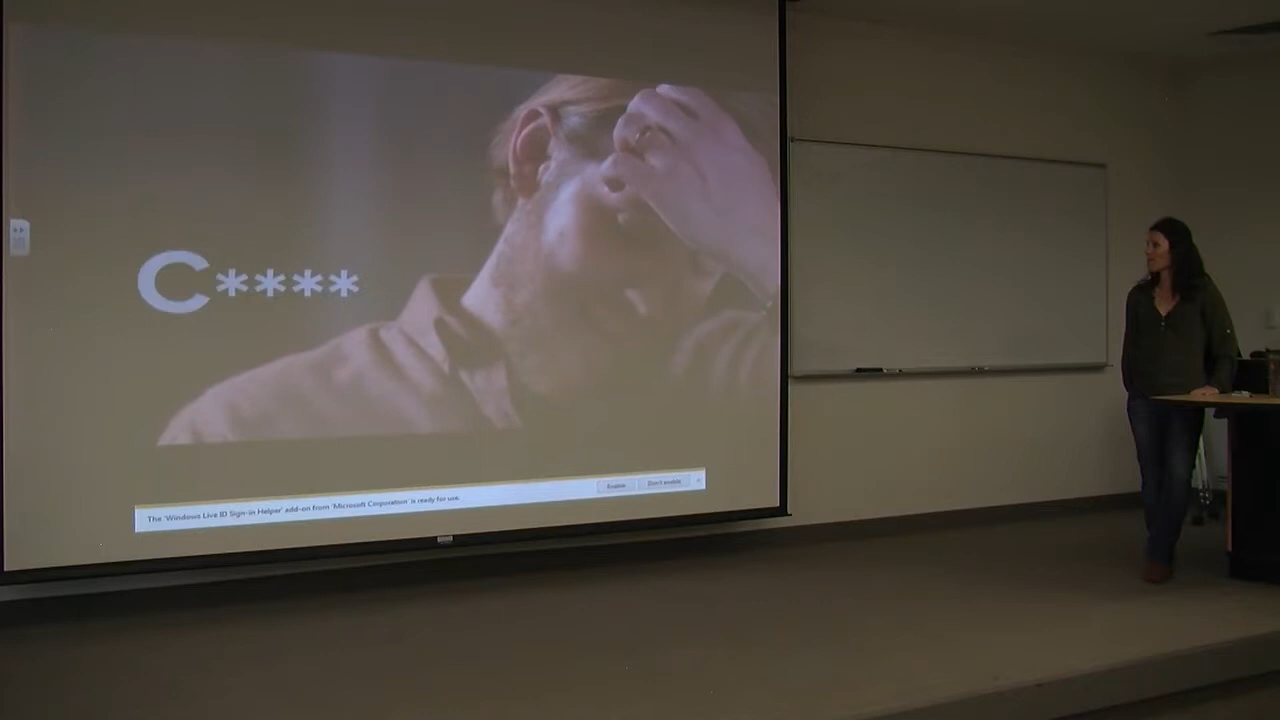 C****
The 'Windows Live ID Sign-in Helper' add-on from 'Microsoft Corporation' is ready for use.
Enable
Don't enable